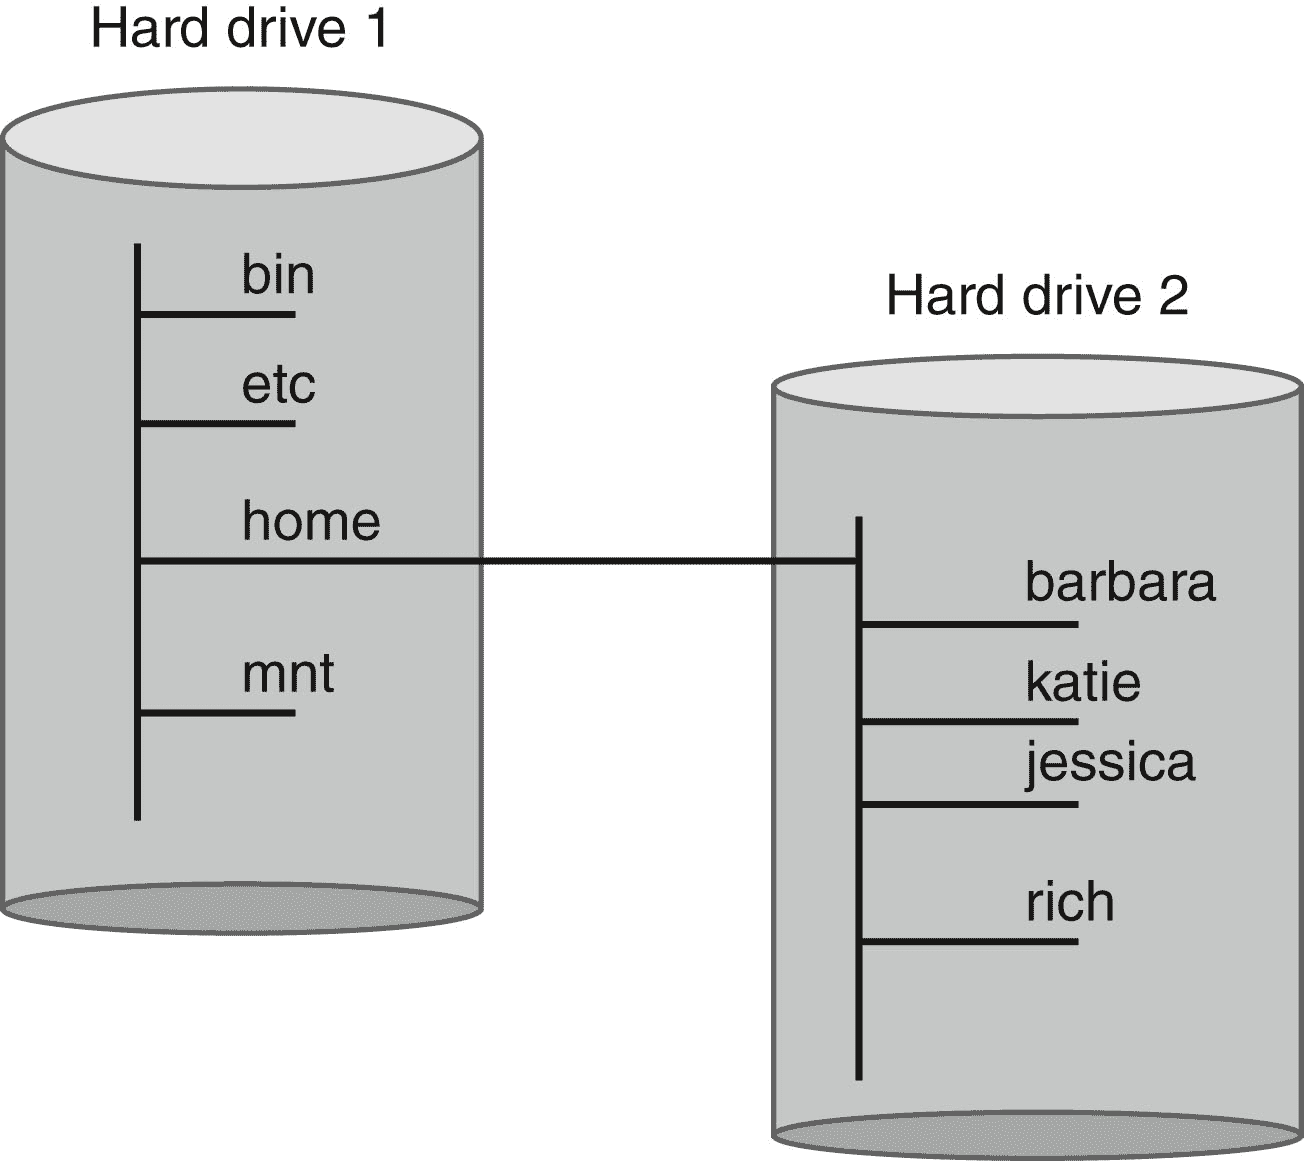 Hard drive 1
bin
etc
home
mnt
Hard drive 2
barbara
katie
jessica
rich